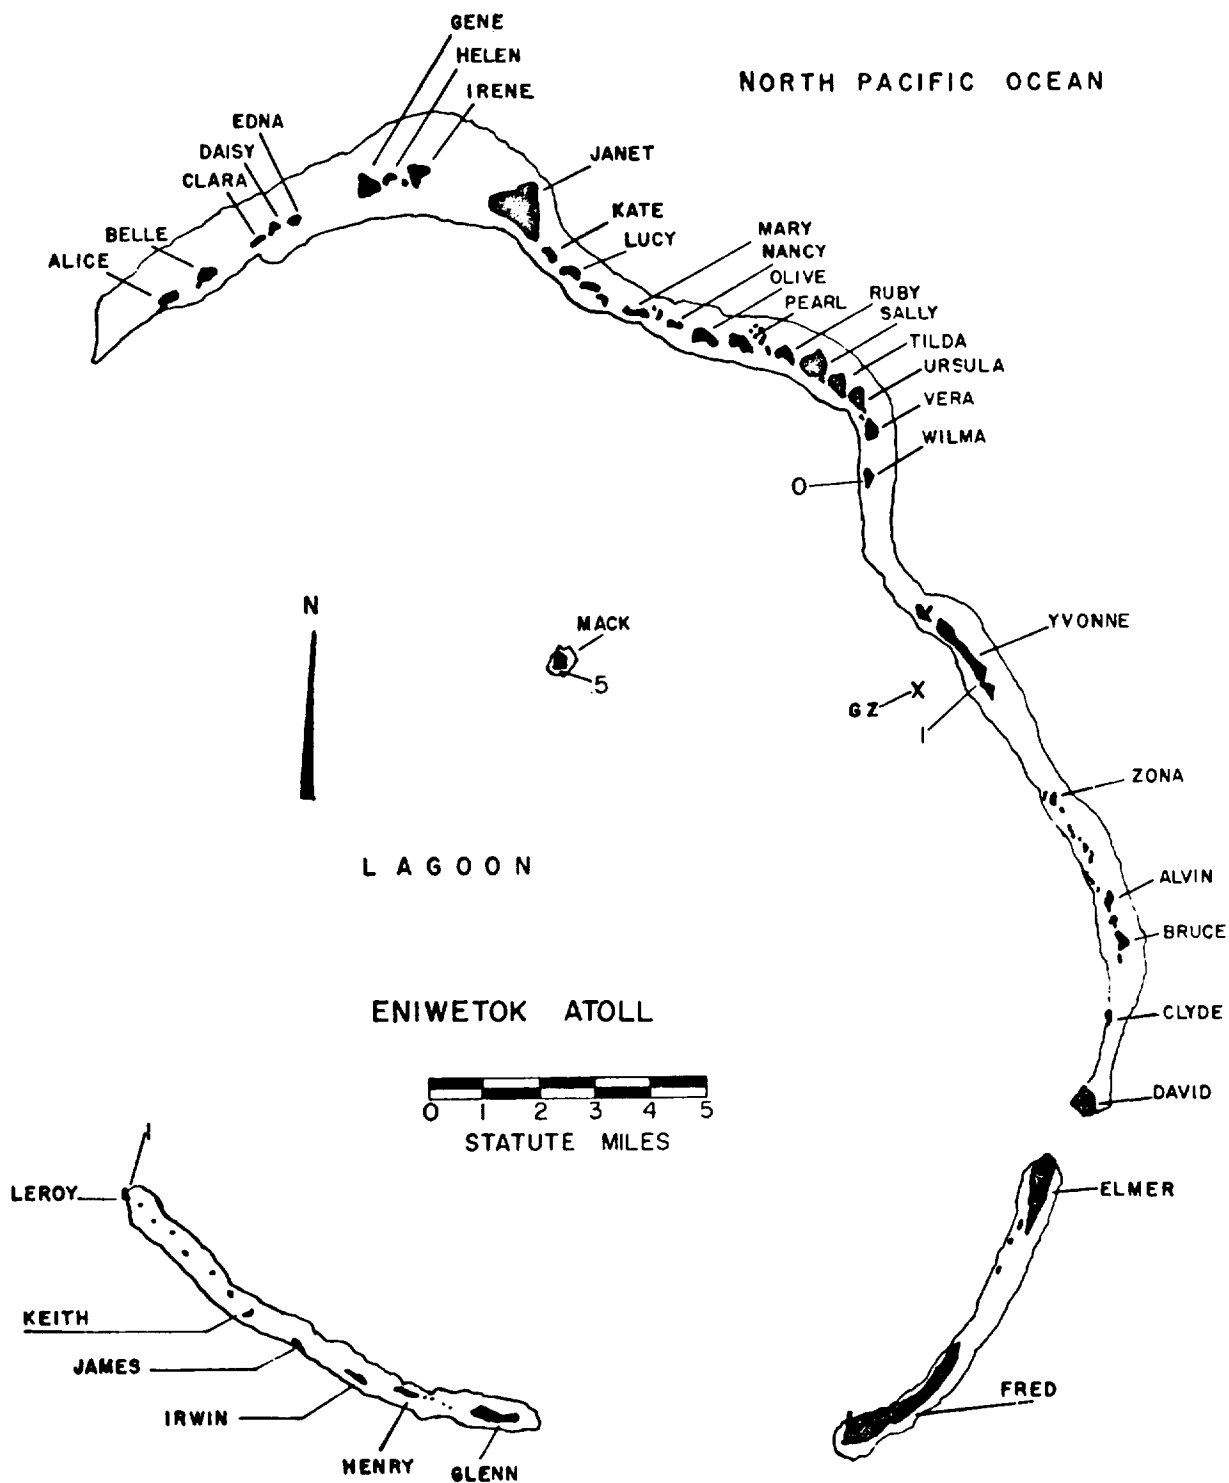 GENE
HELEN
NORTH PACIFIC OCEAN
IRENE
EDNA
DAISY
JANET
CLARA
KATE
MARY
BELLE
LUCY
NANCY
ALICE
OLIVE
PEARL
RUBY
SALLY
TILDA
URSULA
VERA
WILMA
O
N
MACK
YVONNE
.5
GZ
X
1
ZONA
LAGOON
ALVIN
BRUCE
ENIWETOK ATOLL
CLYDE
DAVID
0 1 2 3 4 5
STATUTE MILES
1
LEROY
ELMER
KEITH
JAMES
FRED
IRWIN
HENRY
GLENN